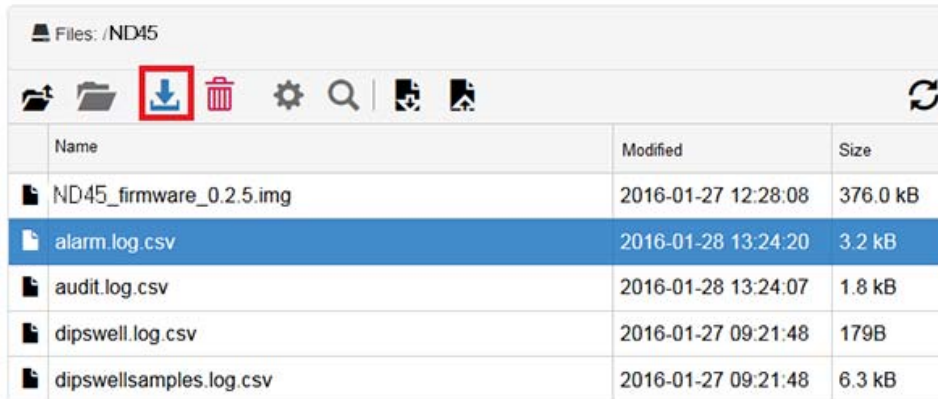 Files: /ND45
Name Modified Size
ND45_firmware_0.2.5.img 2016-01-27 12:28:08 376.0 kB
alarm.log.csv 2016-01-28 13:24:20 3.2 kB
audit.log.csv 2016-01-28 13:24:07 1.8 kB
dipswell.log.csv 2016-01-27 09:21:48 179B
dipswellsamples.log.csv 2016-01-27 09:21:48 6.3 kB